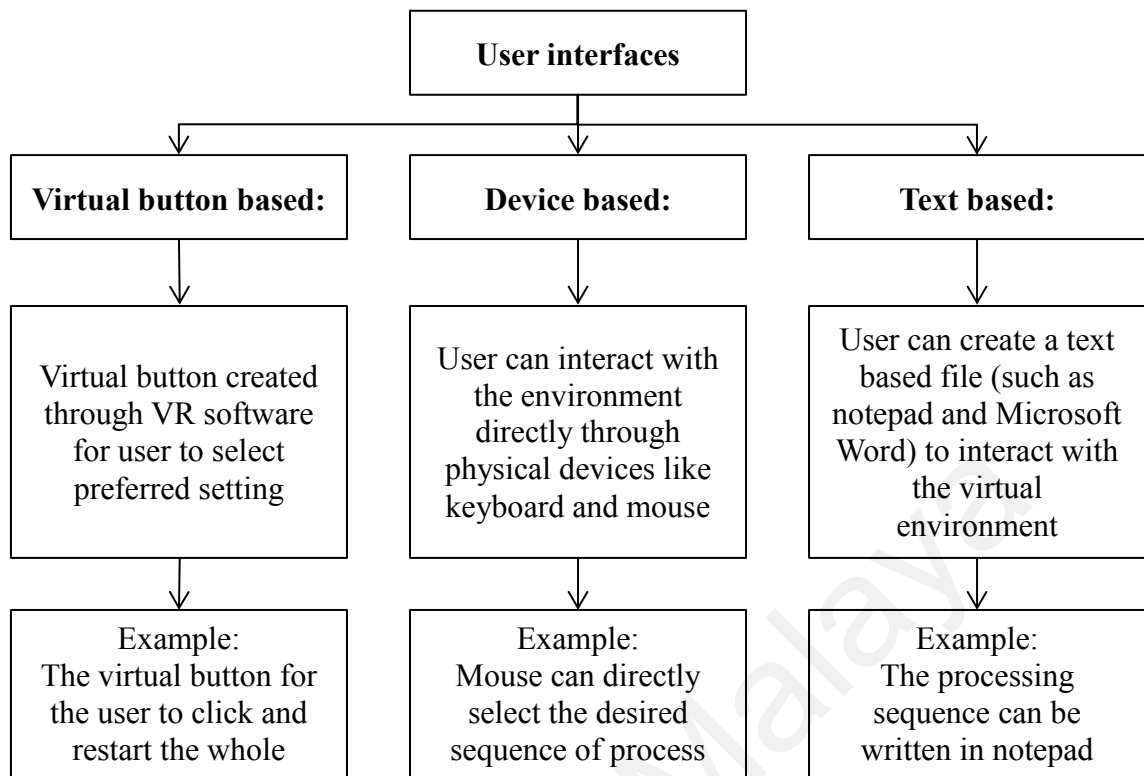 User interfaces
Virtual button based:
Device based:
Text based:
Virtual button created
through VR software
for user to select
preferred setting
User can interact with
the environment
directly through
physical devices like
keyboard and mouse
User can create a text
based file (such as
notepad and Microsoft
Word) to interact with
the virtual
environment
Example:
The virtual button for
the user to click and
restart the whole
Example:
Mouse can directly
select the desired
sequence of process
Example:
The processing
sequence can be
written in notepad
Malaya